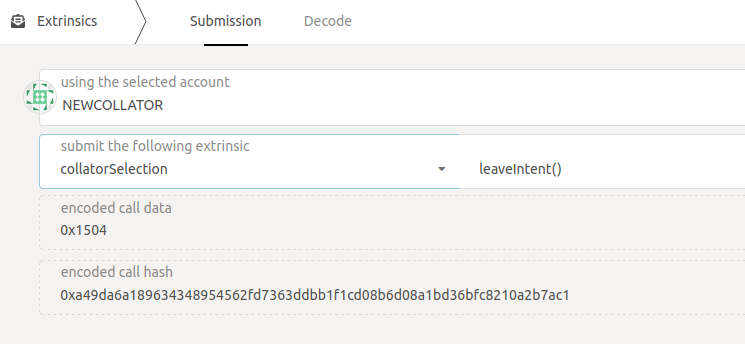 Extrinsics
Submission
Decode
using the selected account
NEWCOLLATOR
submit the following extrinsic
collatorSelection
leaveIntent()
encoded call data
0x1504
encoded call hash
0xa49da6a189634348954562fd7363ddbb1f1cd08b6d08a1bd36bfc8210a2b7ac1